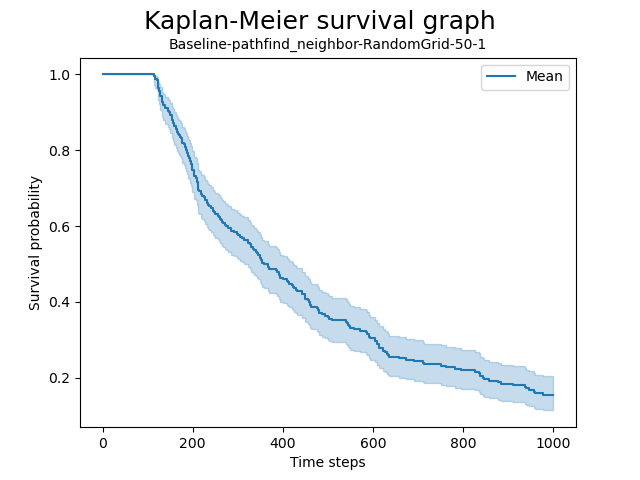 Kaplan-Meier survival graph
Baseline-pathfind_neighbor-RandomGrid-50-1
Mean
Survival probability
1.0
0.8
0.6
0.4
0.2
0
200
400
600
800
1000
Time steps